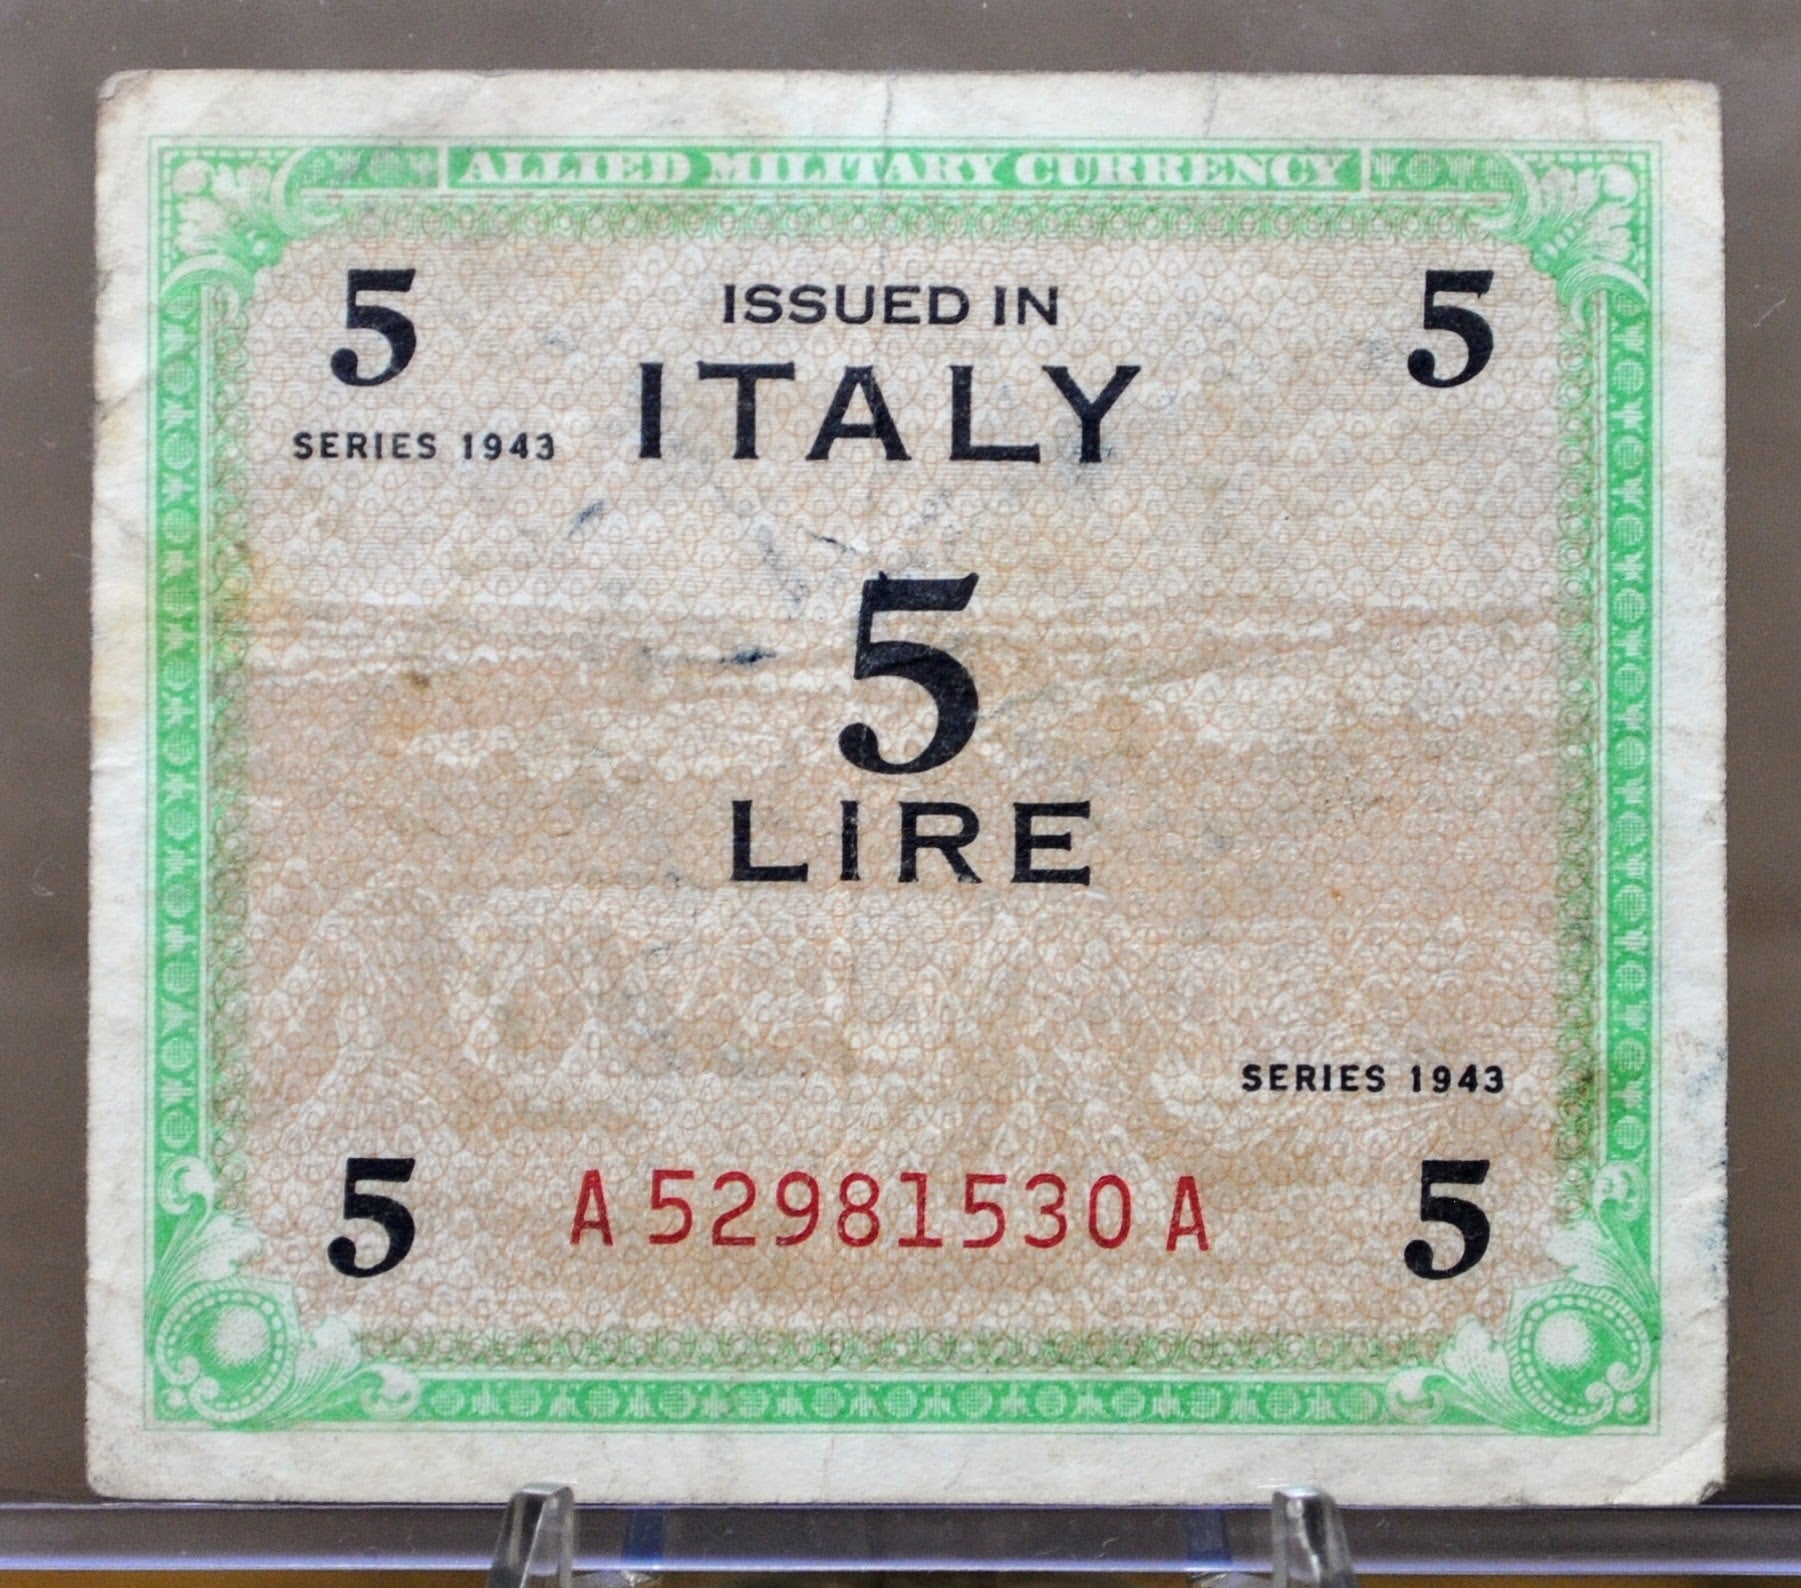 ALLIED MILITARY CURRENCY
5 ISSUED IN 5
ITALY
SERIES 1943
5
LIRE
SERIES 1943
5 A 52981530 A 5